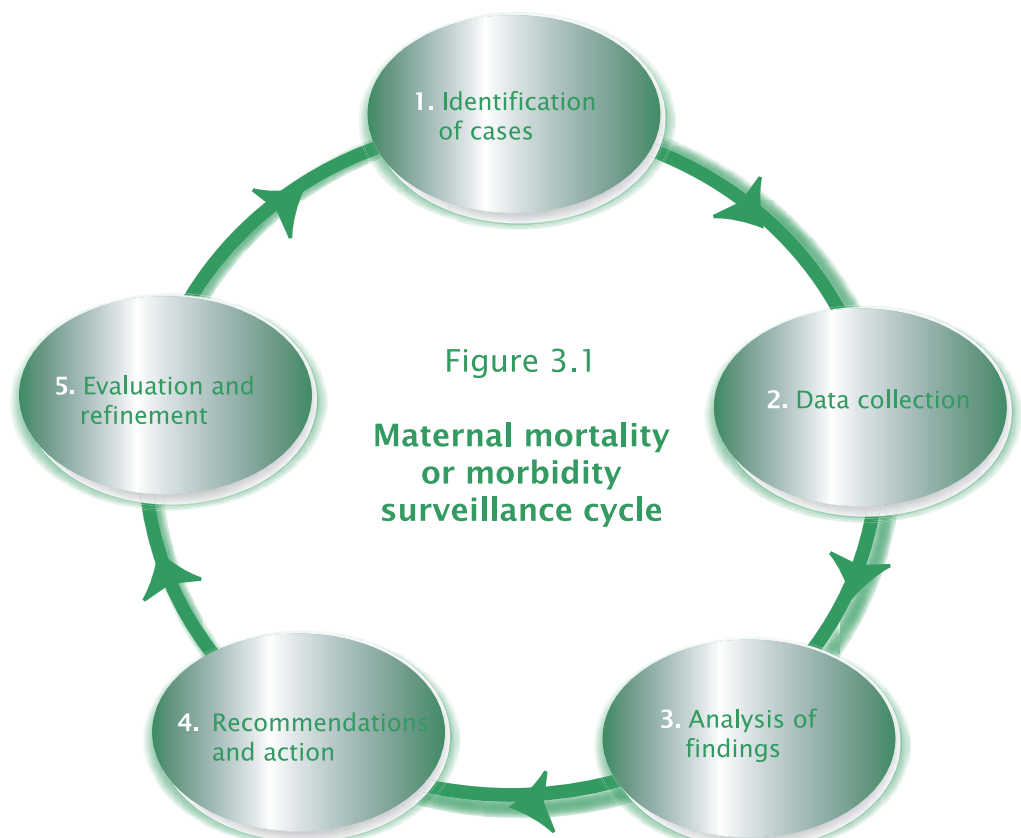 1. Identification
of cases
2. Data collection
3. Analysis of
findings
4. Recommendations
and action
5. Evaluation and
refinement
Figure 3.1
Maternal mortality
or morbidity
surveillance cycle